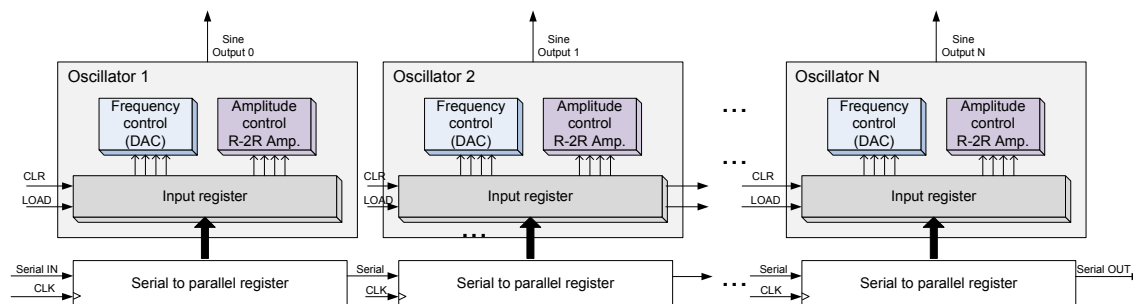 Sine
Output 0
Sine
Output 1
Sine
Output N
Oscillator 1
Oscillator 2
Oscillator N
Frequency
control
(DAC)
Amplitude
control
R-2R Amp.
Frequency
control
(DAC)
Amplitude
control
R-2R Amp.
...
Frequency
control
(DAC)
Amplitude
control
R-2R Amp.
CLR
LOAD
Input register
CLR
LOAD
Input register
...
CLR
LOAD
Input register
...
Serial IN
CLK
Serial to parallel register
Serial
CLK
Serial to parallel register
...
Serial
CLK
Serial to parallel register
Serial OUT